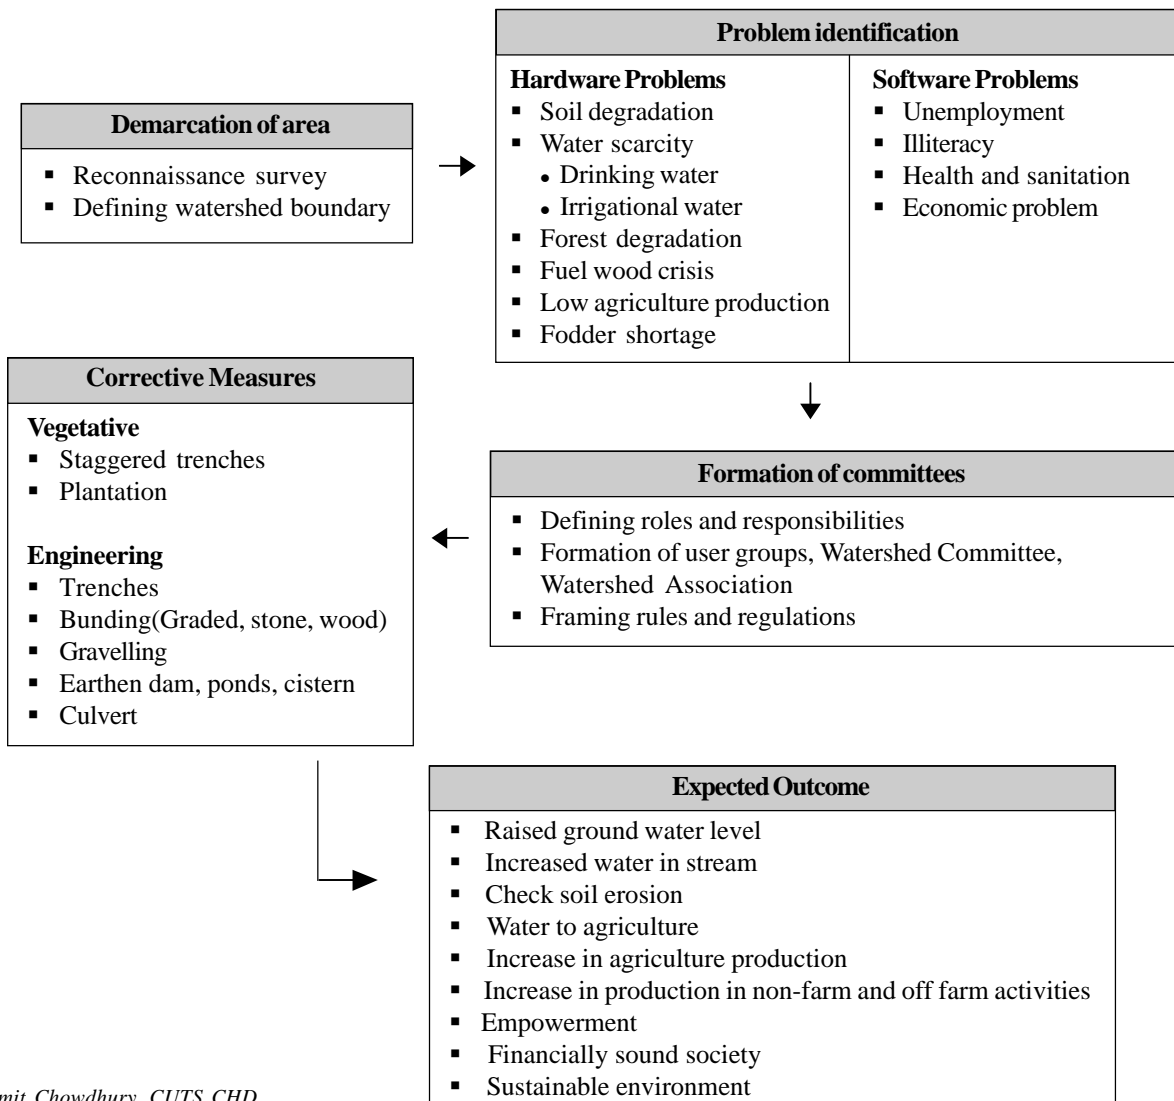 Demarcation of area
▪ Reconnaissance survey
▪ Defining watershed boundary
Problem identification
Hardware Problems
▪ Soil degradation
▪ Water scarcity
• Drinking water
• Irrigational water
▪ Forest degradation
▪ Fuel wood crisis
▪ Low agriculture production
▪ Fodder shortage
Software Problems
▪ Unemployment
▪ Illiteracy
▪ Health and sanitation
▪ Economic problem
Formation of committees
▪ Defining roles and responsibilities
▪ Formation of user groups, Watershed Committee,
Watershed Association
▪ Framing rules and regulations
Corrective Measures
Vegetative
▪ Staggered trenches
▪ Plantation
Engineering
▪ Trenches
▪ Bunding(Graded, stone, wood)
▪ Gravelling
▪ Earthen dam, ponds, cistern
▪ Culvert
Expected Outcome
▪ Raised ground water level
▪ Increased water in stream
▪ Check soil erosion
▪ Water to agriculture
▪ Increase in agriculture production
▪ Increase in production in non-farm and off farm activities
▪ Empowerment
▪ Financially sound society
▪ Sustainable environment
Chowdhury, CUTS CHD